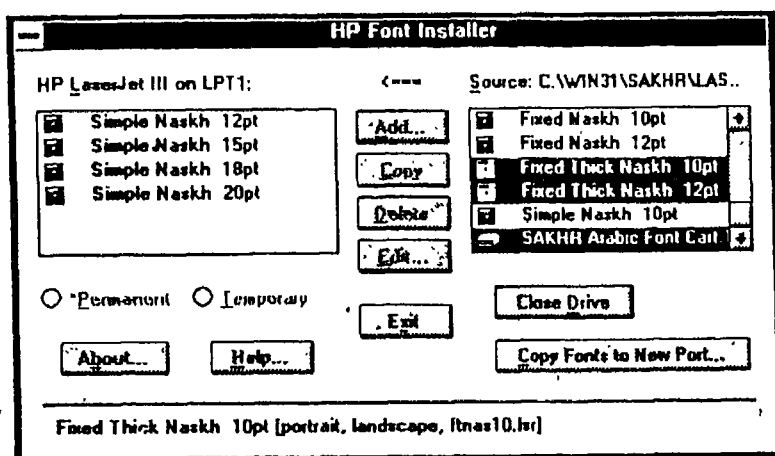 HP Font Installer
HP LaserJet III on LPT1:
<===
Source: C:\WIN31\SAKHR\LAS..
Simple Naskh 12pt
Simple Naskh 15pt
Simple Naskh 18pt
Simple Naskh 20pt
Add...
Copy
Delete
Edit...
Exit
Fixed Naskh 10pt
Fixed Naskh 12pt
Fixed Thick Naskh 10pt
Fixed Thick Naskh 12pt
Simple Naskh 10pt
SAKHR Arabic Font Cart.
Permanent
Temporary
Close Drive
About...
Help...
Copy Fonts to New Port...
Fixed Thick Naskh 10pt [portrait, landscape, ftnas10.lsr]